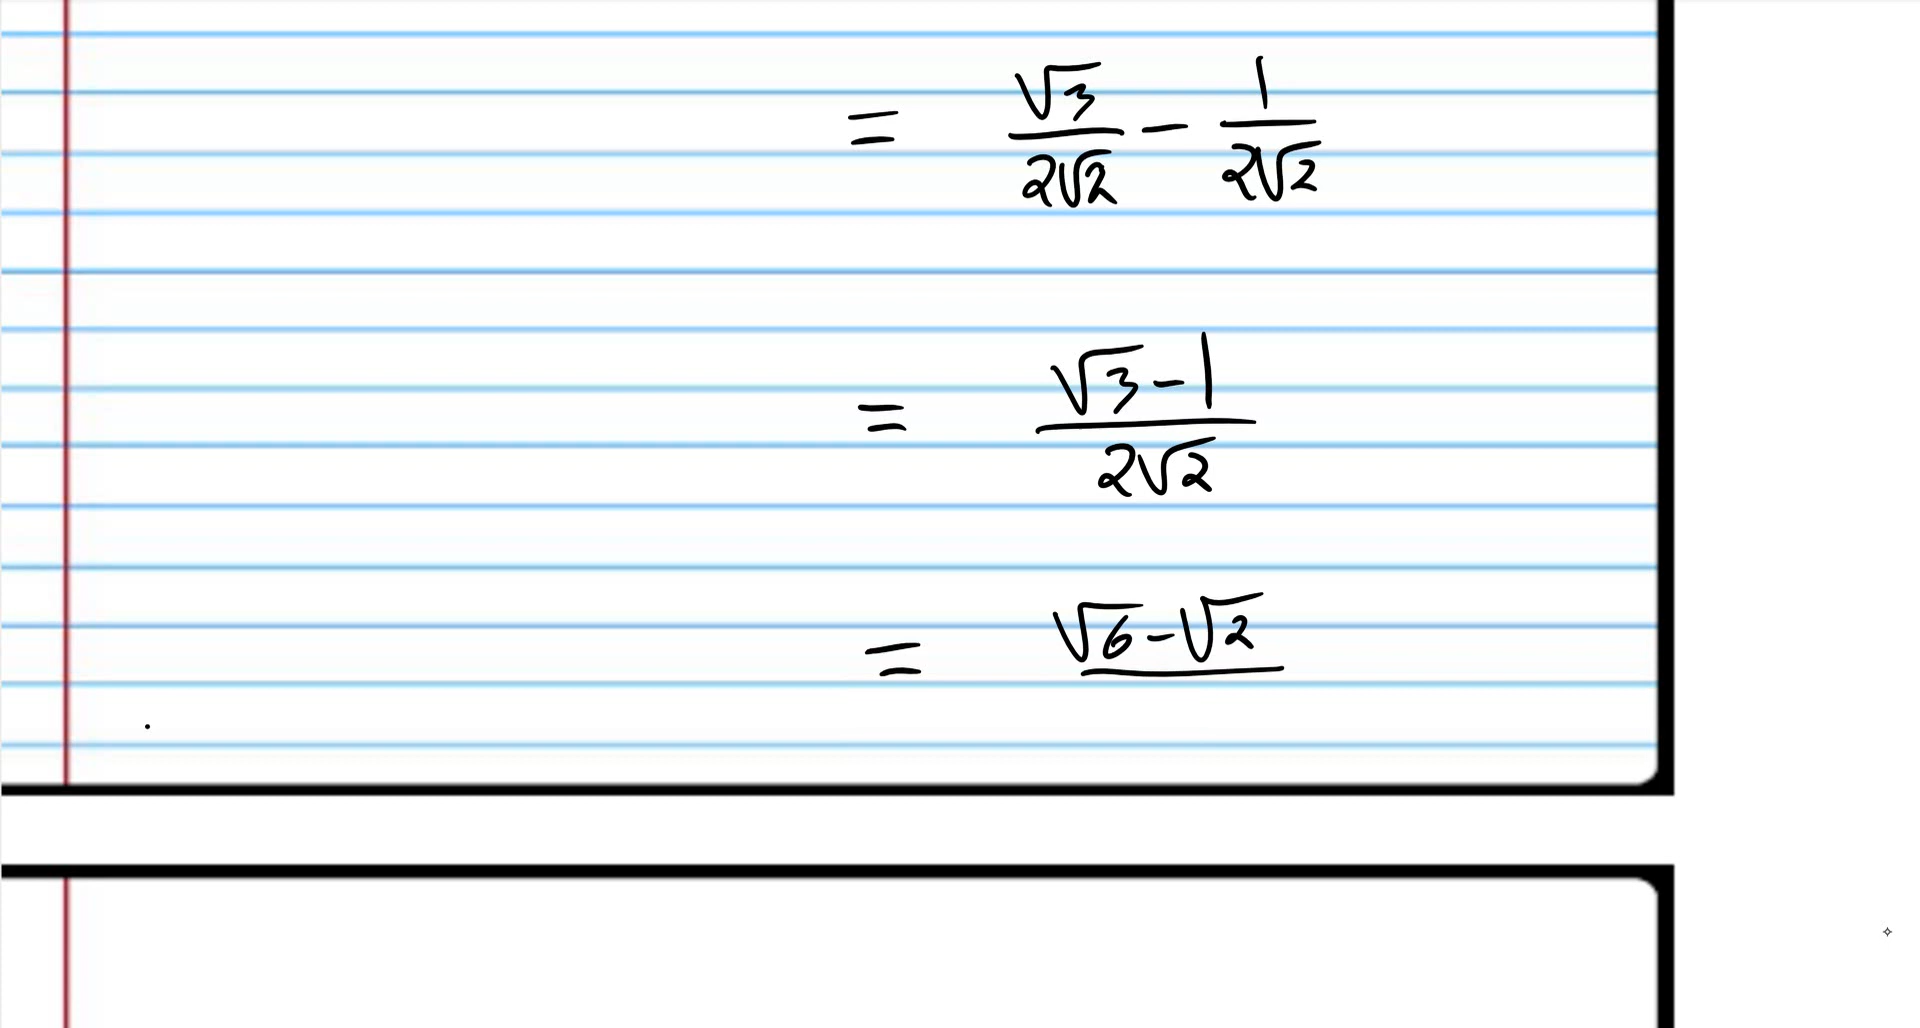 = √3/2√2 − 1/2√2
= √3−1/2√2
= √6−√2/